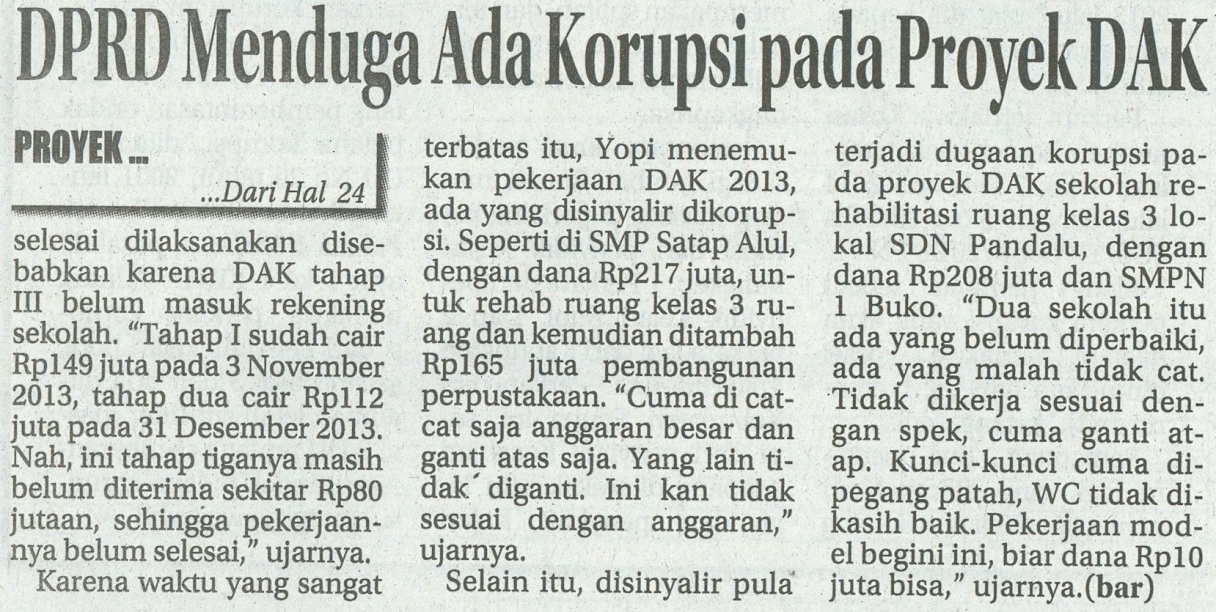 DPRD Menduga Ada Korupsi pada Proyek DAK
PROYEK...
...Dari Hal 24
selesai dilaksanakan dise-
babkan karena DAK tahap
III belum masuk rekening
sekolah. “Tahap I sudah cair
Rp149 juta pada 3 November
2013, tahap dua cair Rp112
juta pada 31 Desember 2013.
Nah, ini tahap tiganya masih
belum diterima sekitar Rp80
jutaan, sehingga pekerjaan-
nya belum selesai,” ujarnya.
Karena waktu yang sangat
terbatas itu, Yopi menemu-
kan pekerjaan DAK 2013,
ada yang disinyalir dikorup-
si. Seperti di SMP Satap Alul,
dengan dana Rp217 juta, un-
tuk rehab ruang kelas 3 ru-
ang dan kemudian ditambah
Rp165 juta pembangunan
perpustakaan. “Cuma di cat-
cat saja anggaran besar dan
ganti atas saja. Yang lain ti-
dak diganti. Ini kan tidak
sesuai dengan anggaran,”
ujarnya.
Selain itu, disinyalir pula
terjadi dugaan korupsi pa-
da proyek DAK sekolah re-
habilitasi ruang kelas 3 lo-
kal SDN Pandalu, dengan
dana Rp208 juta dan SMPN
1 Buko. “Dua sekolah itu
ada yang belum diperbaiki,
ada yang malah tidak cat.
Tidak dikerja sesuai den-
gan spek, cuma ganti at-
ap. Kunci-kunci cuma di-
pegang patah, WC tidak di-
kasih baik. Pekerjaan mod-
el begini ini, biar dana Rp10
juta bisa,” ujarnya.(bar)